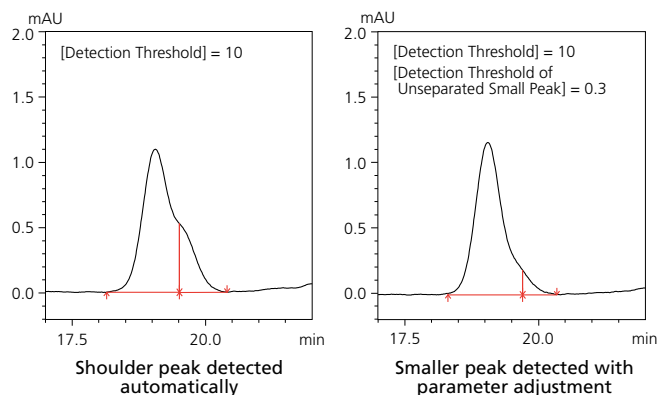 mAU
2.0
[Detection Threshold] = 10
1.5
1.0
0.5
0.0
17.5
20.0
min
Shoulder peak detected
automatically
mAU
2.0
[Detection Threshold] = 10
[Detection Threshold of
Unseparated Small Peak] = 0.3
1.5
1.0
0.5
0.0
17.5
20.0
min
Smaller peak detected with
parameter adjustment